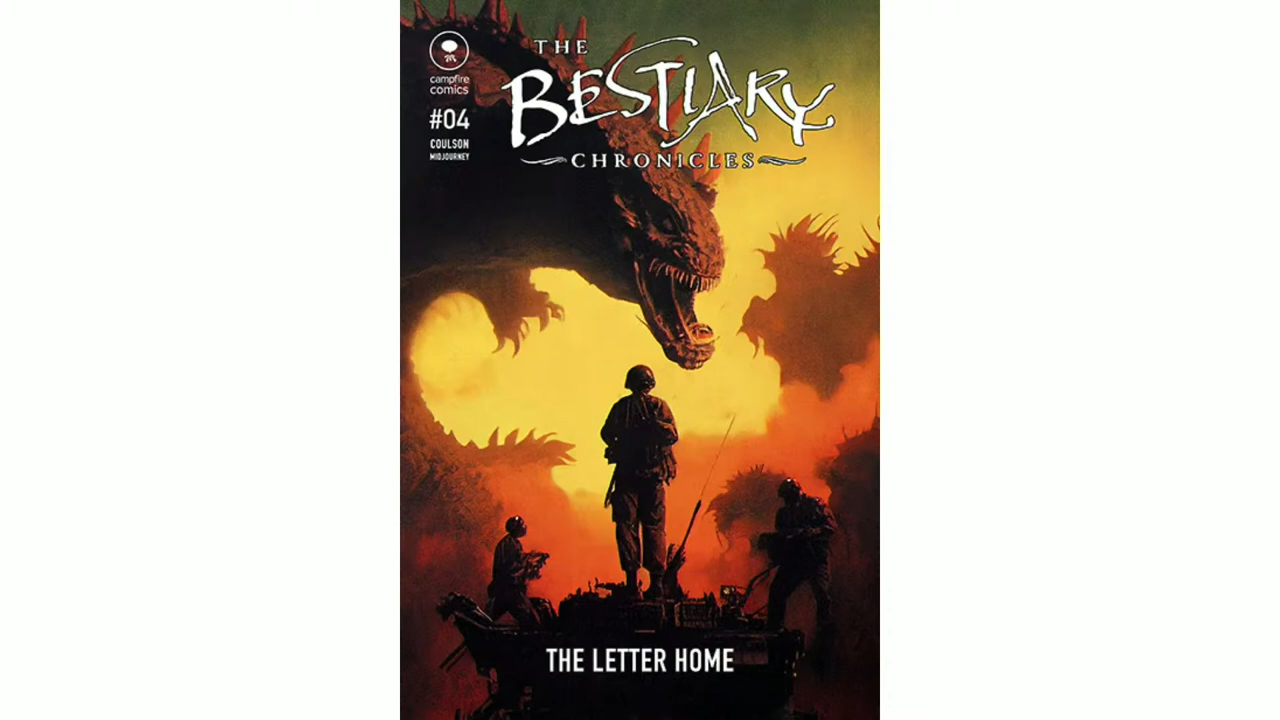 campfire
comics
#04
COULSON
MIDJOURNEY
THE
BESTIARY
CHRONICLES
THE LETTER HOME